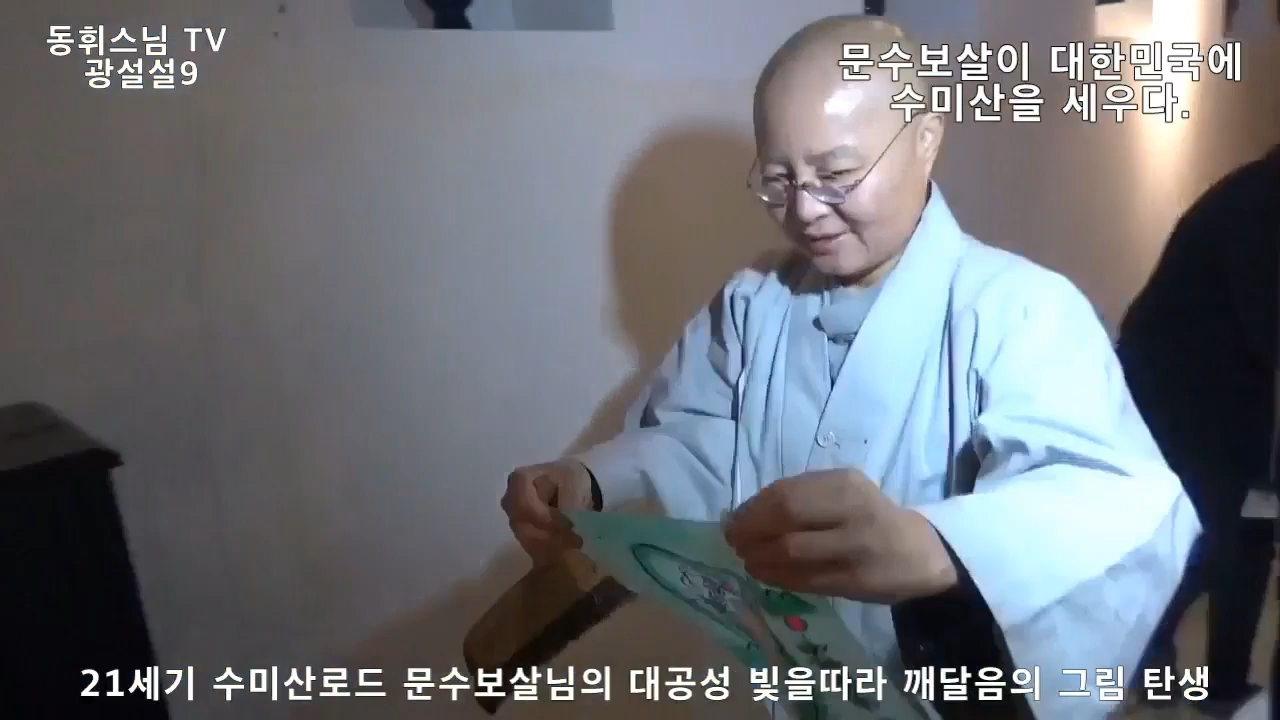 동휘스님 TV
광설설9
문수보살이 대한민국에
수미산을 세우다.
21세기 수미산로드 문수보살님의 대공성 빛을따라 깨달음의 그림 탄생